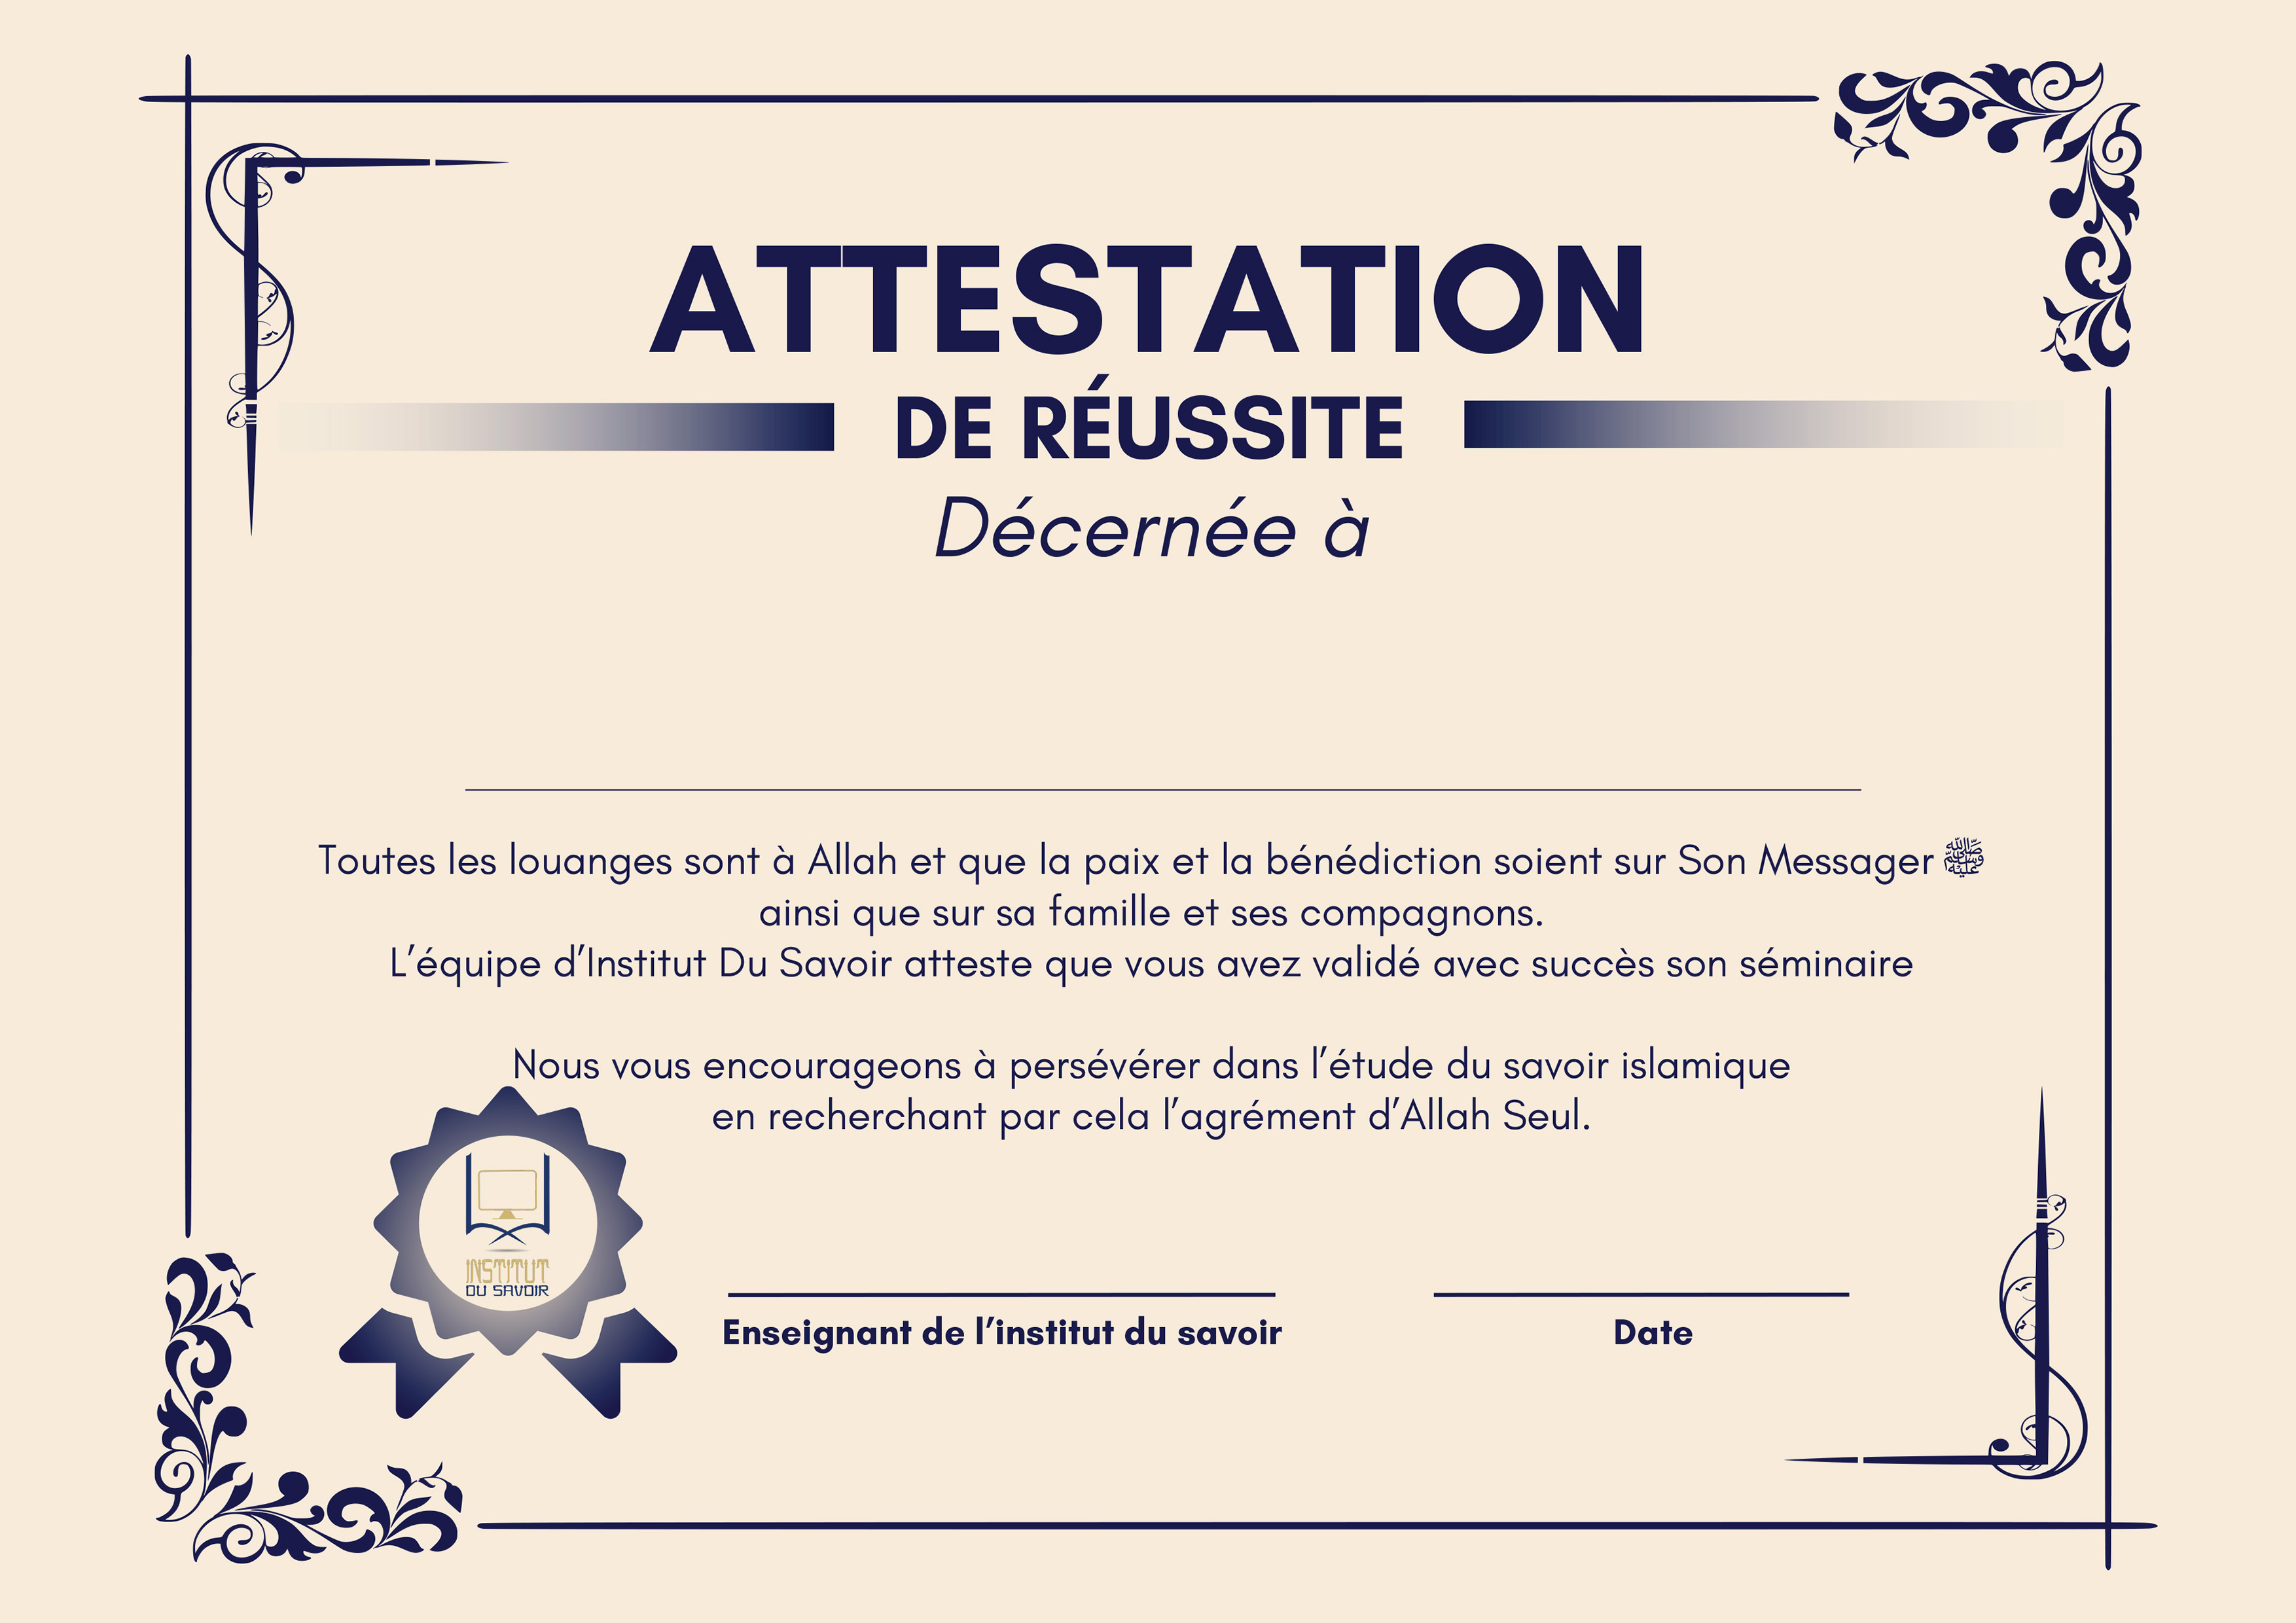 ATTESTATION
DE RÉUSSITE
Décernée à
Toutes les louanges sont à Allah et que la paix et la bénédiction soient sur Son Messager ﷺ
ainsi que sur sa famille et ses compagnons.
L’équipe d’Institut Du Savoir atteste que vous avez validé avec succès son séminaire
Nous vous encourageons à persévérer dans l’étude du savoir islamique
en recherchant par cela l’agrément d’Allah Seul.
INSTITUT
DU SAVOIR
Enseignant de l’institut du savoir
Date